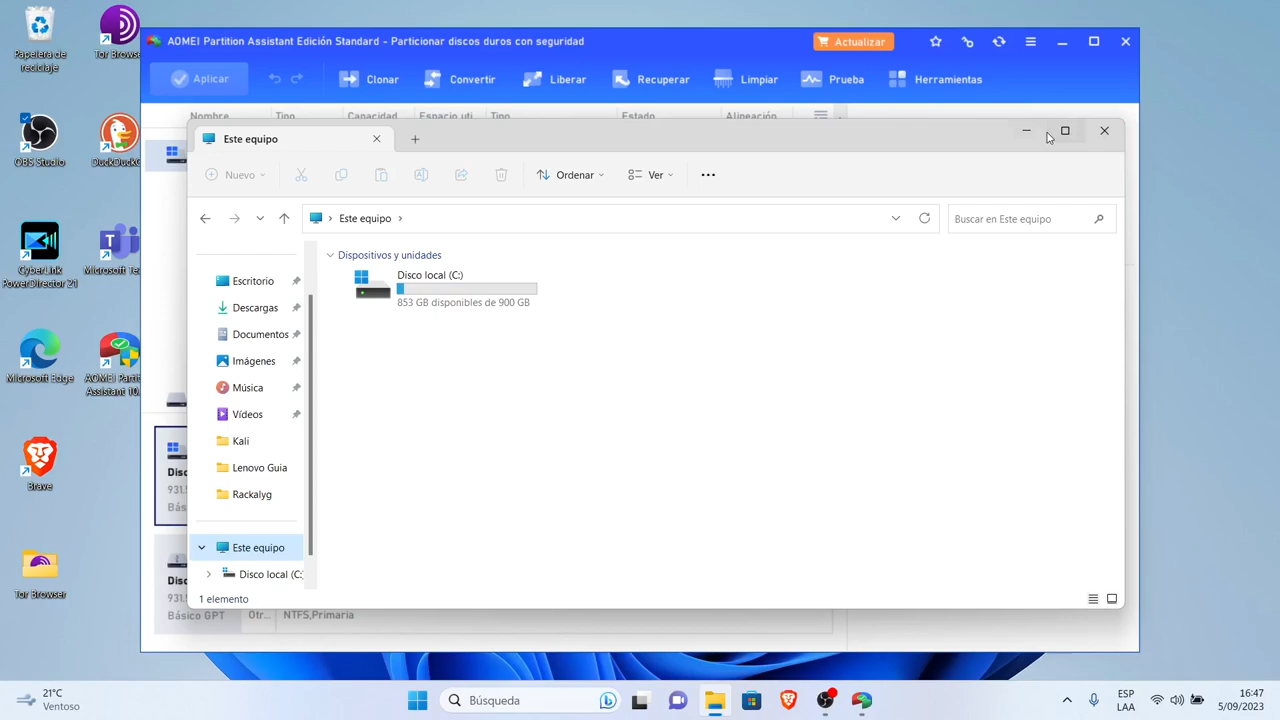 Papelera de
reciclaje
Tor Browse
OBS Studio
DuckDuckG
CyberLink
PowerDirector 21
Microsoft Te
Microsoft Edge
AOMEI Parti
Assistant 10.
Brave
Tor Browser
AOMEI Partition Assistant Edición Standard - Particionar discos duros con seguridad
Actualizar
Aplicar
Clonar
Convertir
Liberar
Recuperar
Limpiar
Prueba
Herramientas
Nombre
Tipo
Capacidad
Espacio uti..
Tipo
Estado
Alineación
Este equipo
Nuevo
Ordenar
Ver
Este equipo
Buscar en Este equipo
Escritorio
Descargas
Documentos
Imágenes
Música
Vídeos
Kali
Lenovo Guia
Rackalyg
Este equipo
Disco local (C:
Dispositivos y unidades
Disco local (C:)
853 GB disponibles de 900 GB
1 elemento
Disc
931.5
Bás
Disc
931.5
Básico GPT
Otr...
NTFS,Primaria
21°C
Ventoso
Búsqueda
ESP
LAA
16:47
5/09/2023